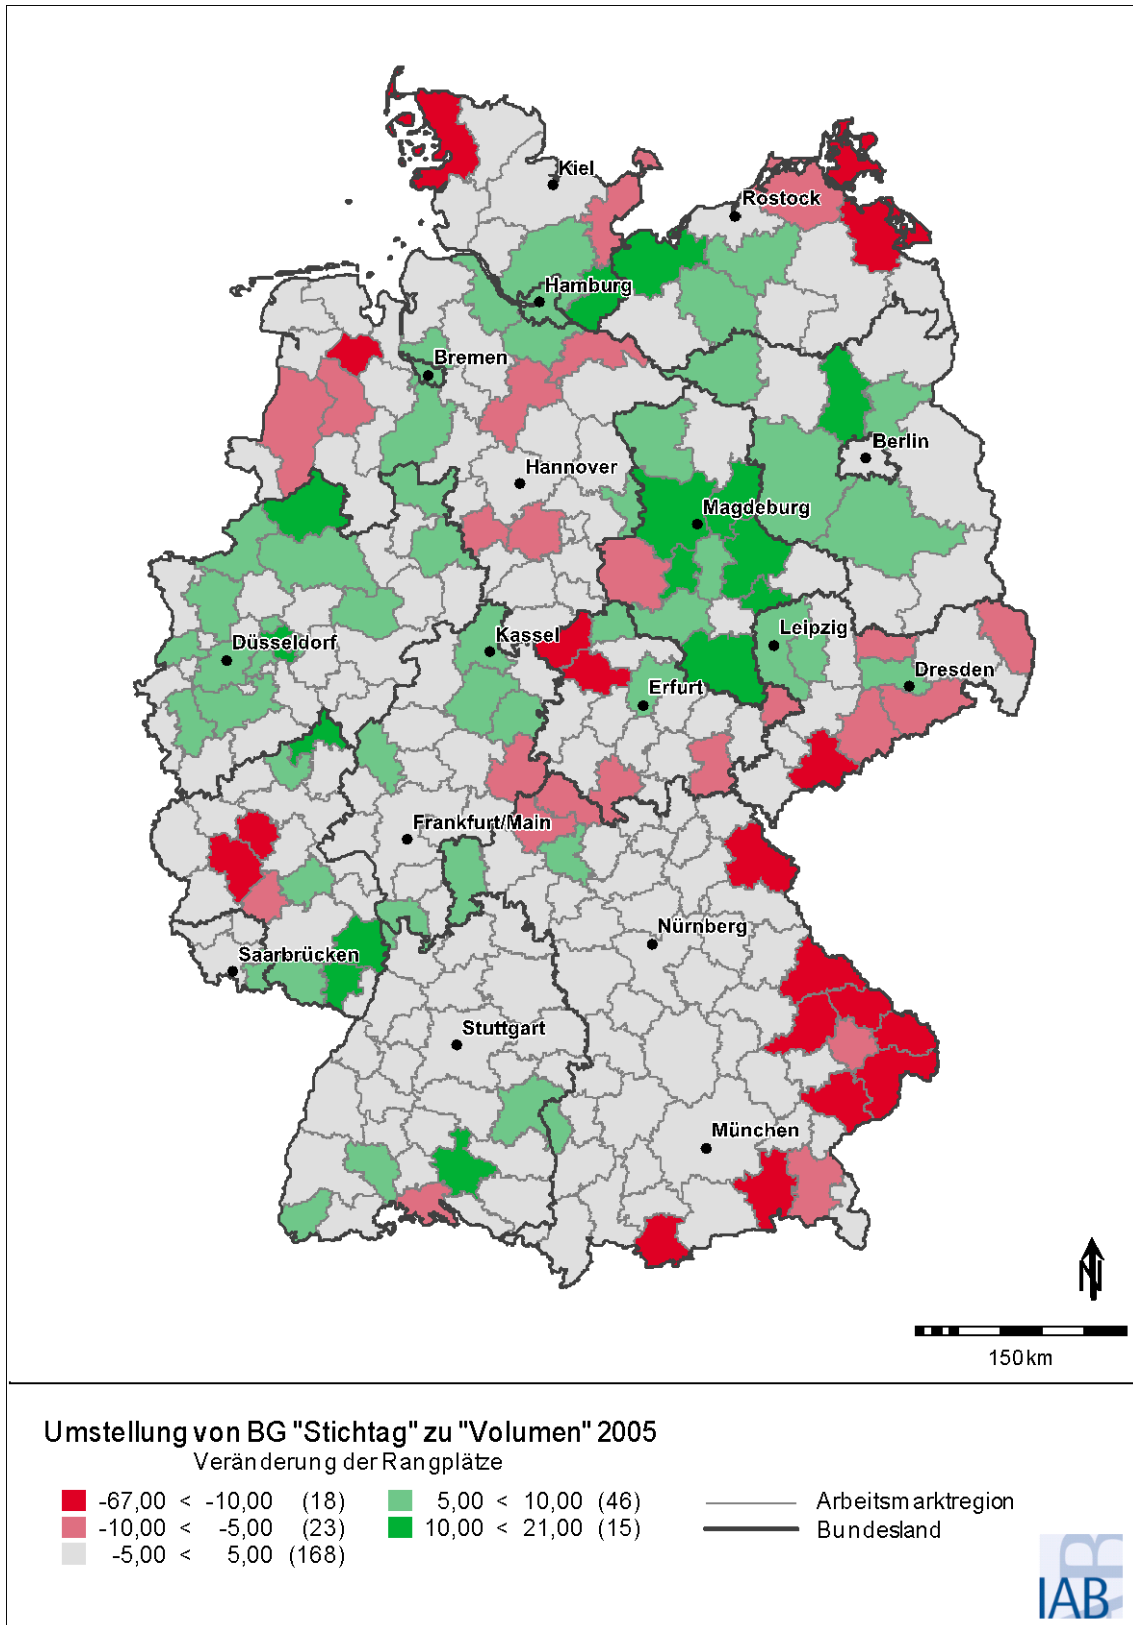 Kiel
Rostock
Hamburg
Bremen
Berlin
Hannover
Magdeburg
Düsseldorf
Kassel
Leipzig
Erfurt
Dresden
Frankfurt/Main
Nürnberg
Saarbrücken
Stuttgart
München
N
150km
Umstellung von BG "Stichtag" zu "Volumen" 2005
Veränderung der Rangplätze
-67,00 < -10,00 (18) 5,00 < 10,00 (46) Arbeitsmarktregion
-10,00 < -5,00 (23) 10,00 < 21,00 (15) Bundesland
-5,00 < 5,00 (168)
IAB